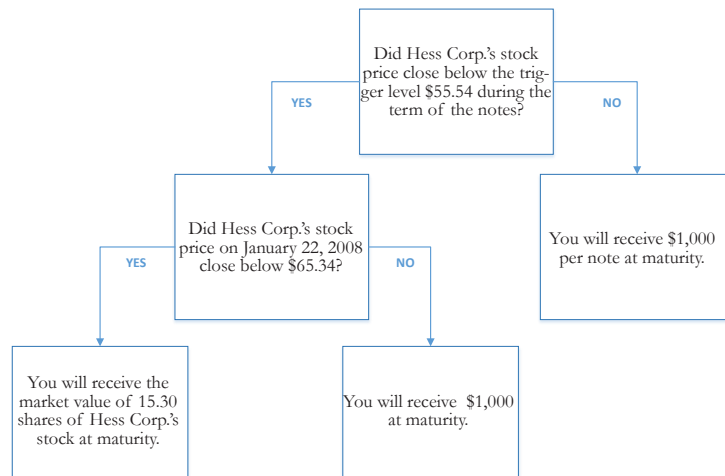 Did Hess Corp.'s stock
price close below the trig-
ger level $55.54 during the
term of the notes?
YES
NO
Did Hess Corp.'s stock
price on January 22, 2008
close below $65.34?
You will receive $1,000
per note at maturity.
YES
NO
You will receive the
market value of 15.30
shares of Hess Corp.'s
stock at maturity.
You will receive $1,000
at maturity.